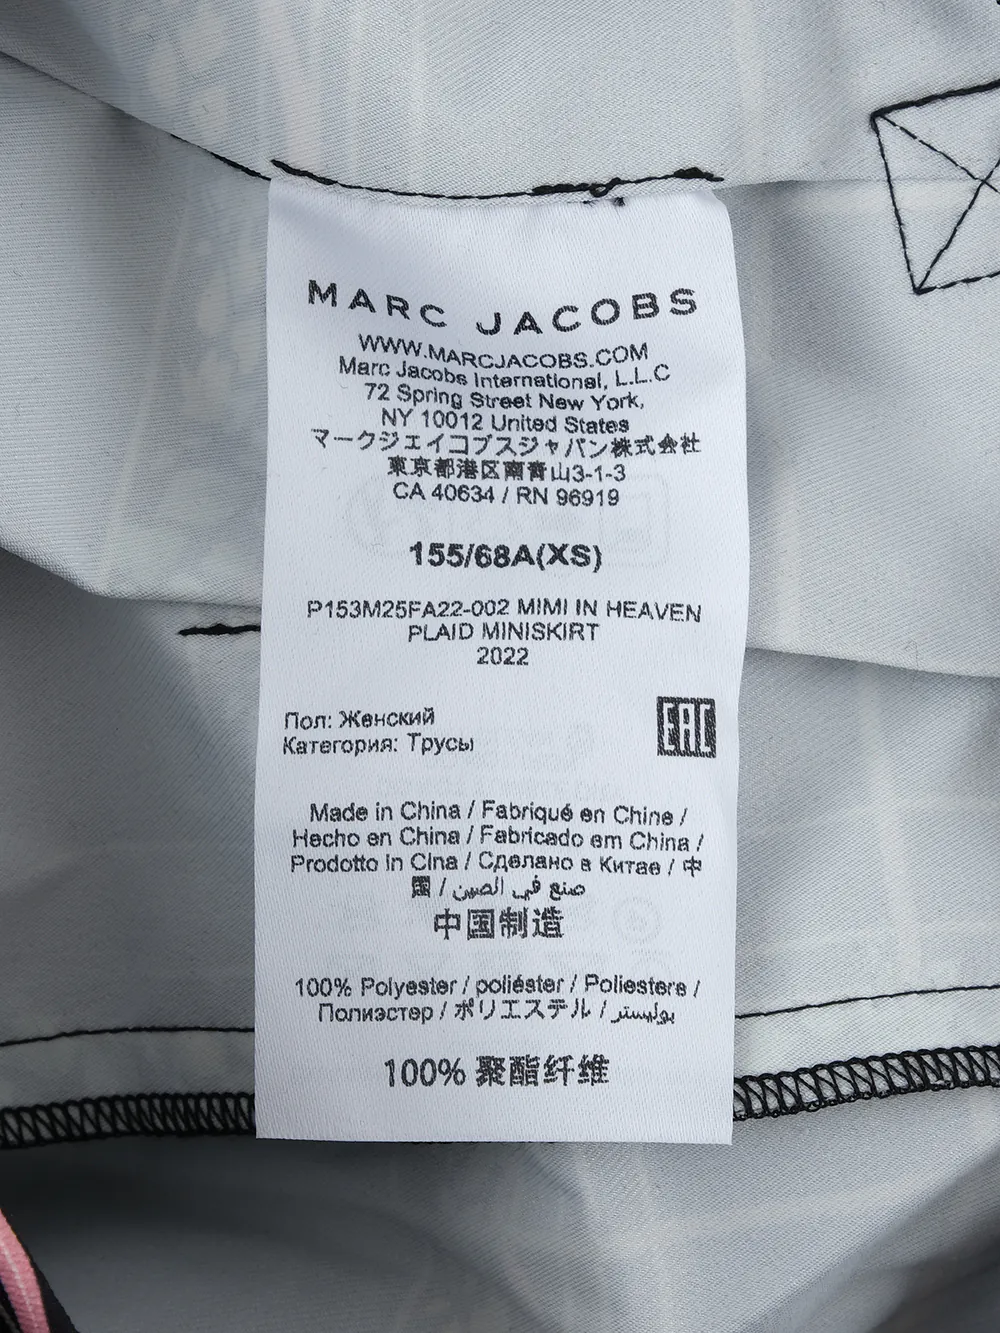 MARC JACOBS
WWW.MARCJACOBS.COM
Marc Jacobs International, L.L.C
72 Spring Street New York,
NY 10012 United States
マークジェイコブスジャパン株式会社
東京都港区南青山3-1-3
CA 40634 / RN 96919
155/68A(XS)
P153M25FA22-002 MIMI IN HEAVEN
PLAID MINISKIRT
2022
Пол: Женский
Категория: Трусы
EAC
Made in China / Fabriqué en Chine /
Hecho en China / Fabricado em China /
Prodotto in Cina / Сделано в Китае / 中
国 / صنع في الصين
中国制造
100% Polyester / poliéster / Poliestere /
Полиэстер / ポリエステル / بوليستر
100% 聚酯纤维